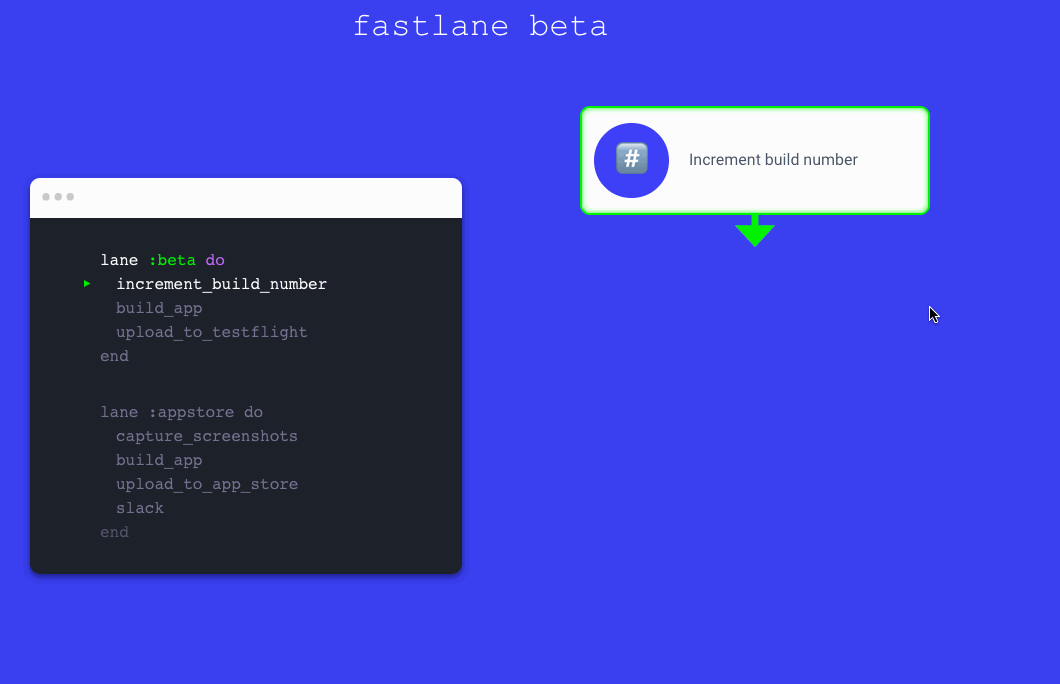 fastlane beta
# Increment build number
lane :beta do
increment_build_number
build_app
upload_to_testflight
end
lane :appstore do
capture_screenshots
build_app
upload_to_app_store
slack
end